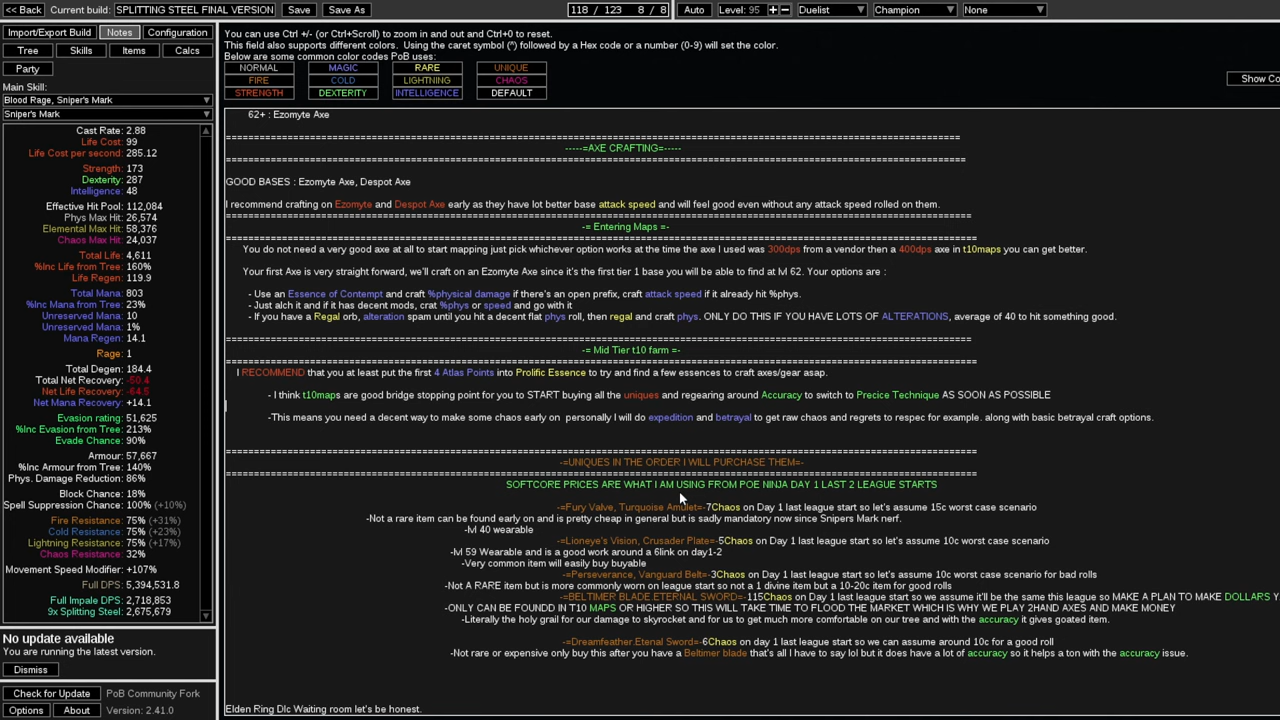 << Back
Current build: SPLITTING STEEL FINAL VERSION
Save
Save As
118 / 123 8 / 8
Auto
Level: 95
Duelist
Champion
None
Import/Export Build
Notes
Configuration
Tree
Skills
Items
Calcs
Party
Main Skill:
Blood Rage, Sniper's Mark
Sniper's Mark
Cast Rate: 2.88
Life Cost: 99
Life Cost per second: 285.12
Strength: 173
Dexterity: 287
Intelligence: 48
Effective Hit Pool: 112,084
Phys Max Hit: 26,574
Elemental Max Hit: 58,376
Chaos Max Hit: 24,037
Total Life: 4,611
%Inc Life from Tree: 160%
Life Regen: 119.9
Total Mana: 803
%Inc Mana from Tree: 23%
Unreserved Mana: 10
Unreserved Mana: 1%
Mana Regen: 14.1
Rage: 1
Total Degen: 184.4
Total Net Recovery: -50.4
Net Life Recovery: -64.5
Net Mana Recovery: +14.1
Evasion rating: 51,625
%Inc Evasion from Tree: 213%
Evade Chance: 90%
Armour: 57,667
%Inc Armour from Tree: 140%
Phys. Damage Reduction: 86%
Block Chance: 18%
Spell Suppression Chance: 100% (+10%)
Fire Resistance: 75% (+31%)
Cold Resistance: 75% (+23%)
Lightning Resistance: 75% (+17%)
Chaos Resistance: 32%
Movement Speed Modifier: +107%
Full DPS: 5,394,531.8
Full Impale DPS: 2,718,853
9x Splitting Steel: 2,675,679
No update available
You are running the latest version.
Dismiss
Check for Update
PoB Community Fork
Options
About
Version: 2.41.0
You can use Ctrl +/- (or Ctrl+Scroll) to zoom in and out and Ctrl+0 to reset.
This field also supports different colors. Using the caret symbol (^) followed by a Hex code or a number (0-9) will set the color.
Below are some common color codes PoB uses:
NORMAL MAGIC RARE UNIQUE
FIRE COLD LIGHTNING CHAOS
STRENGTH DEXTERITY INTELLIGENCE DEFAULT
Show Co
62+ : Ezomyte Axe
-----=AXE CRAFTING=-----
GOOD BASES : Ezomyte Axe, Despot Axe
I recommend crafting on Ezomyte and Despot Axe early as they have lot better base attack speed and will feel good even without any attack speed rolled on them.
-= Entering Maps =-
You do not need a very good axe at all to start mapping just pick whichever option works at the time the axe I used was 300dps from a vendor then a 400dps axe in t10maps you can get better.
Your first Axe is very straight forward, we'll craft on an Ezomyte Axe since it's the first tier 1 base you will be able to find at lvl 62. Your options are :
- Use an Essence of Contempt and craft %physical damage if there's an open prefix, craft attack speed if it already hit %phys.
- Just alch it and if it has decent mods, crat %phys or speed and go with it
- If you have a Regal orb, alteration spam until you hit a decent flat phys roll, then regal and craft phys. ONLY DO THIS IF YOU HAVE LOTS OF ALTERATIONS, average of 40 to hit something good.
-= Mid Tier t10 farm =-
I RECOMMEND that you at least put the first 4 Atlas Points into Prolific Essence to try and find a few essences to craft axes/gear asap.
- I think t10maps are good bridge stopping point for you to START buying all the uniques and regearing around Accuracy to switch to Precice Technique AS SOON AS POSSIBLE
-This means you need a decent way to make some chaos early on personally I will do expedition and betrayal to get raw chaos and regrets to respec for example. along with basic betrayal craft options.
-=UNIQUES IN THE ORDER I WILL PURCHASE THEM=-
SOFTCORE PRICES ARE WHAT I AM USING FROM POE NINJA DAY 1 LAST 2 LEAGUE STARTS
-=Fury Valve, Turquoise Amulet=-7Chaos on Day 1 last league start so let's assume 15c worst case scenario
-Not a rare item can be found early on and is pretty cheap in general but is sadly mandatory now since Snipers Mark nerf.
-lvl 40 wearable
-=Lioneye's Vision, Crusader Plate=-5Chaos on Day 1 last league start so let's assume 10c worst case scenario
-lvl 59 Wearable and is a good work around a 6link on day1-2
-Very common item will easily buy buyable
-=Perseverance, Vanguard Belt=-3Chaos on Day 1 last league start so let's assume 10c worst case scenario for bad rolls
-Not A RARE item but is more commonly worn on league start so not a 1 divine item but a 10-20c item for good rolls
-=BELTIMER BLADE.ETERNAL SWORD=-115Chaos on Day 1 last league start so we assume it'll be the same this league so MAKE A PLAN TO MAKE DOLLARS Y
-ONLY CAN BE FOUNDD IN T10 MAPS OR HIGHER SO THIS WILL TAKE TIME TO FLOOD THE MARKET WHICH IS WHY WE PLAY 2HAND AXES AND MAKE MONEY
-Literally the holy grail for our damage to skyrocket and for us to get much more comfortable on our tree and with the accuracy it gives goated item.
-=Dreamfeather.Etenal Sword=-6Chaos on day 1 last league start so we can assume around 10c for a good roll
-Not rare or expensive only buy this after you have a Beltimer blade that's all I have to say lol but it does have a lot of accuracy so it helps a ton with the accuracy issue.
Elden Ring Dlc Waiting room let's be honest.